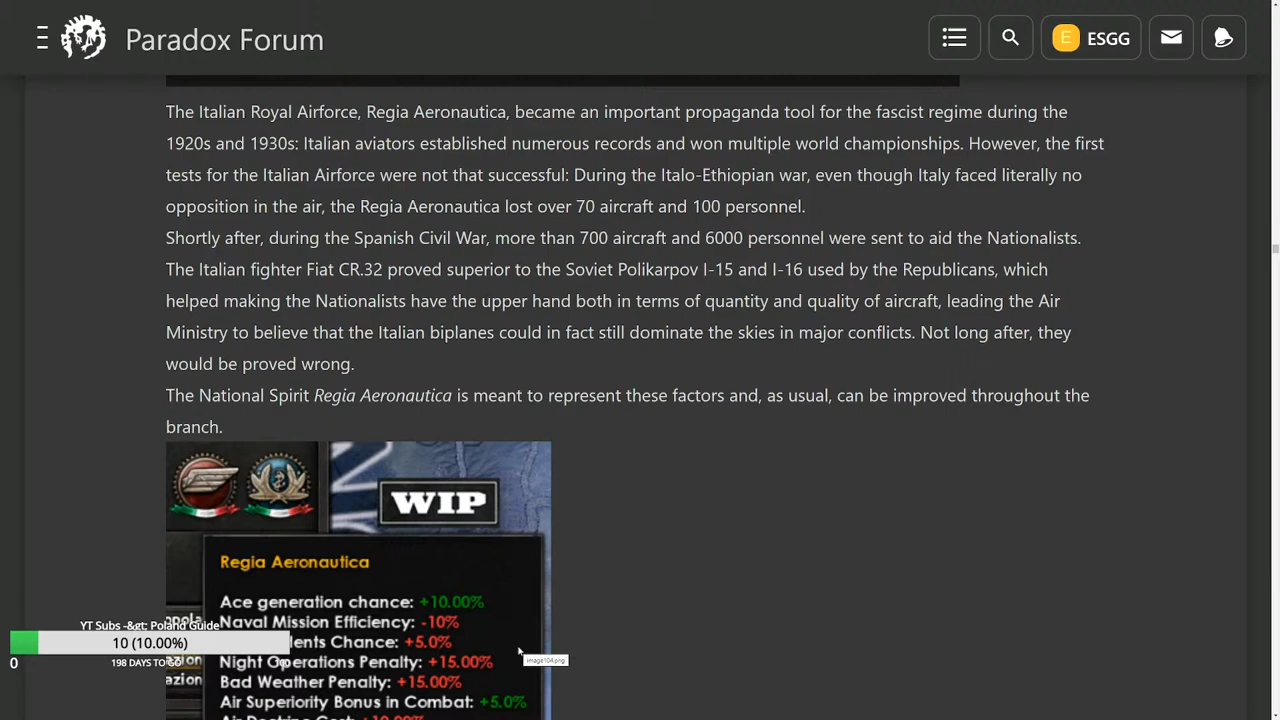 Paradox Forum
E ESGG
The Italian Royal Airforce, Regia Aeronautica, became an important propaganda tool for the fascist regime during the
1920s and 1930s: Italian aviators established numerous records and won multiple world championships. However, the first
tests for the Italian Airforce were not that successful: During the Italo-Ethiopian war, even though Italy faced literally no
opposition in the air, the Regia Aeronautica lost over 70 aircraft and 100 personnel.
Shortly after, during the Spanish Civil War, more than 700 aircraft and 6000 personnel were sent to aid the Nationalists.
The Italian fighter Fiat CR.32 proved superior to the Soviet Polikarpov I-15 and I-16 used by the Republicans, which
helped making the Nationalists have the upper hand both in terms of quantity and quality of aircraft, leading the Air
Ministry to believe that the Italian biplanes could in fact still dominate the skies in major conflicts. Not long after, they
would be proved wrong.
The National Spirit Regia Aeronautica is meant to represent these factors and, as usual, can be improved throughout the
branch.
WIP
Regia Aeronautica
Ace generation chance: +10.00%
Naval Mission Efficiency: -10%
Chance: +5.0%
Night Operations Penalty: +15.00%
Bad Weather Penalty: +15.00%
Air Superiority Bonus in Combat: +5.0%
Air Doctrine Cost: +10.00%
image104.png
YT Subs -&gt; Poland Guide
10 (10.00%)
0
198 DAYS TO GO